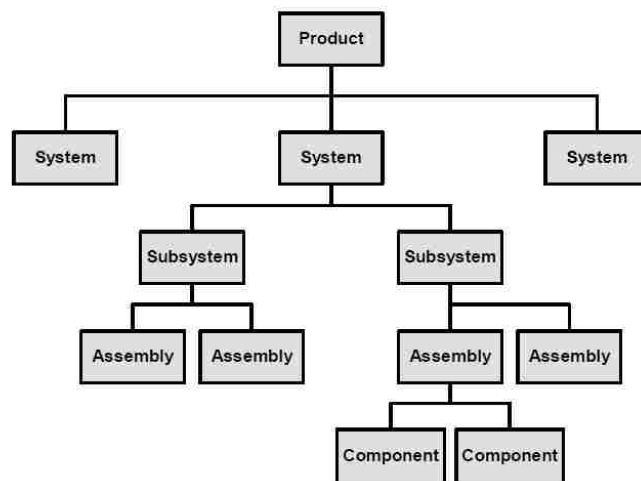 Product
System
System
System
Subsystem
Subsystem
Assembly
Assembly
Assembly
Assembly
Component
Component